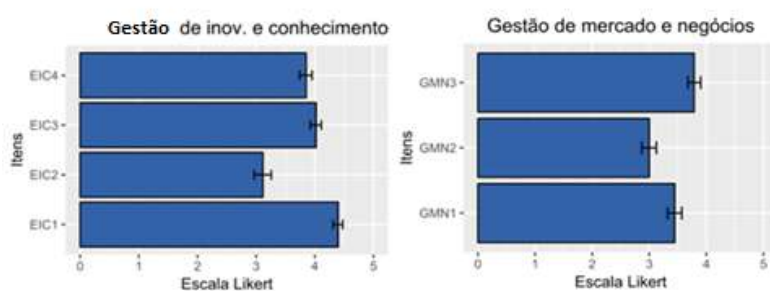 Gestão de inov. e conhecimento
Itens
EIC4
EIC3
EIC2
EIC1
0 1 2 3 4 5
Escala Likert
Gestão de mercado e negócios
Itens
GMN3
GMN2
GMN1
0 1 2 3 4 5
Escala Likert